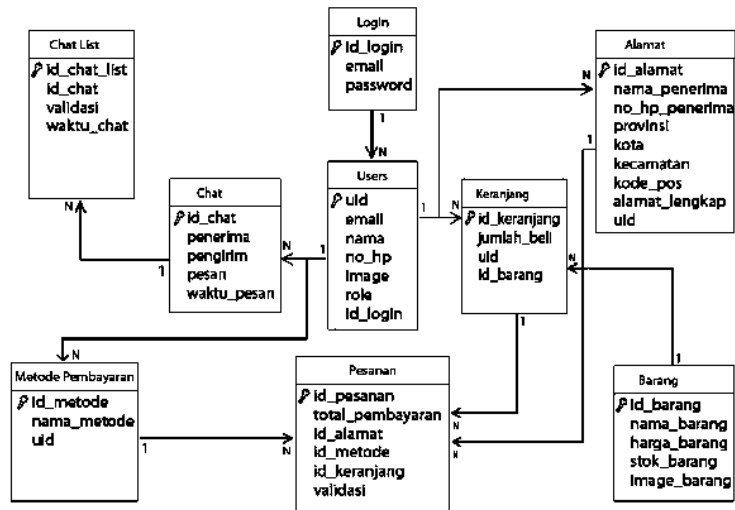 Login
id_login
email
password
1
N
Chat List
id_chat_list
id_chat
validasi
waktu_chat
N
1
Alamat
id_alamat
nama_penerima
no_hp_penerima
provinsi
kota
kecamatan
kode_pos
alamat_lengkap
uid
N
1
Users
uid
email
nama
no_hp
image
role
id_login
1
1
Chat
id_chat
penerima
pengirim
pesan
waktu_pesan
N
Keranjang
id_keranjang
jumlah_beli
uid
id_barang
N
N
1
Metode Pembayaran
id_metode
nama_metode
uid
N
1
Pesanan
id_pesanan
total_pembayaran
id_alamat
id_metode
id_keranjang
validasi
N
N
N
Barang
id_barang
nama_barang
harga_barang
stok_barang
image_barang
1